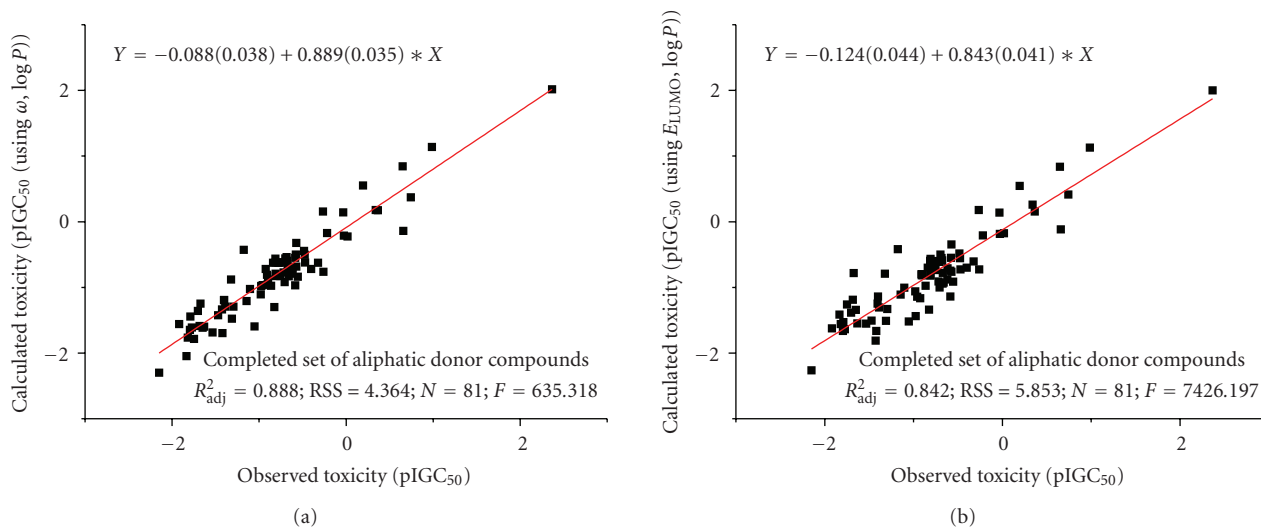 Calculated toxicity (pIGC50 (using ω, log P))
Y = −0.088(0.038) + 0.889(0.035) ∗ X
2
0
−2
Completed set of aliphatic donor compounds
R²adj = 0.888; RSS = 4.364; N = 81; F = 635.318
−2 0 2
Observed toxicity (pIGC50)
(a)
Calculated toxicity (pIGC50 (using ELUMO, log P))
Y = −0.124(0.044) + 0.843(0.041) ∗ X
2
0
−2
Completed set of aliphatic donor compounds
R²adj = 0.842; RSS = 5.853; N = 81; F = 7426.197
−2 0 2
Observed toxicity (pIGC50)
(b)